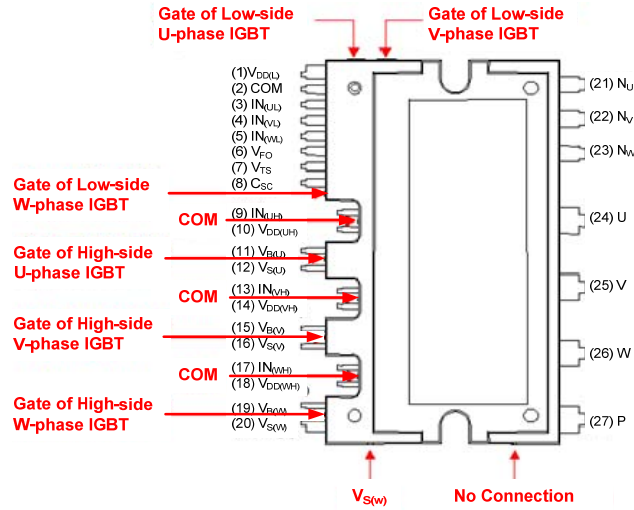 Gate of Low-side
U-phase IGBT
Gate of Low-side
V-phase IGBT
(1)VDD(L)
(2) COM
(3) IN(UL)
(4) IN(VL)
(5) IN(WL)
(6) VFO
(7) VTS
(8) CSC
Gate of Low-side
W-phase IGBT
COM
(9) IN(UH)
(10) VDD(UH)
Gate of High-side
U-phase IGBT
(11) VB(U)
(12) VS(U)
COM
(13) IN(VH)
(14) VDD(VH)
Gate of High-side
V-phase IGBT
(15) VB(V)
(16) VS(V)
COM
(17) IN(WH)
(18) VDD(WH)
Gate of High-side
W-phase IGBT
(19) VB(W)
(20) VS(W)
(21) NU
(22) NV
(23) NW
(24) U
(25) V
(26) W
(27) P
VS(w)
No Connection